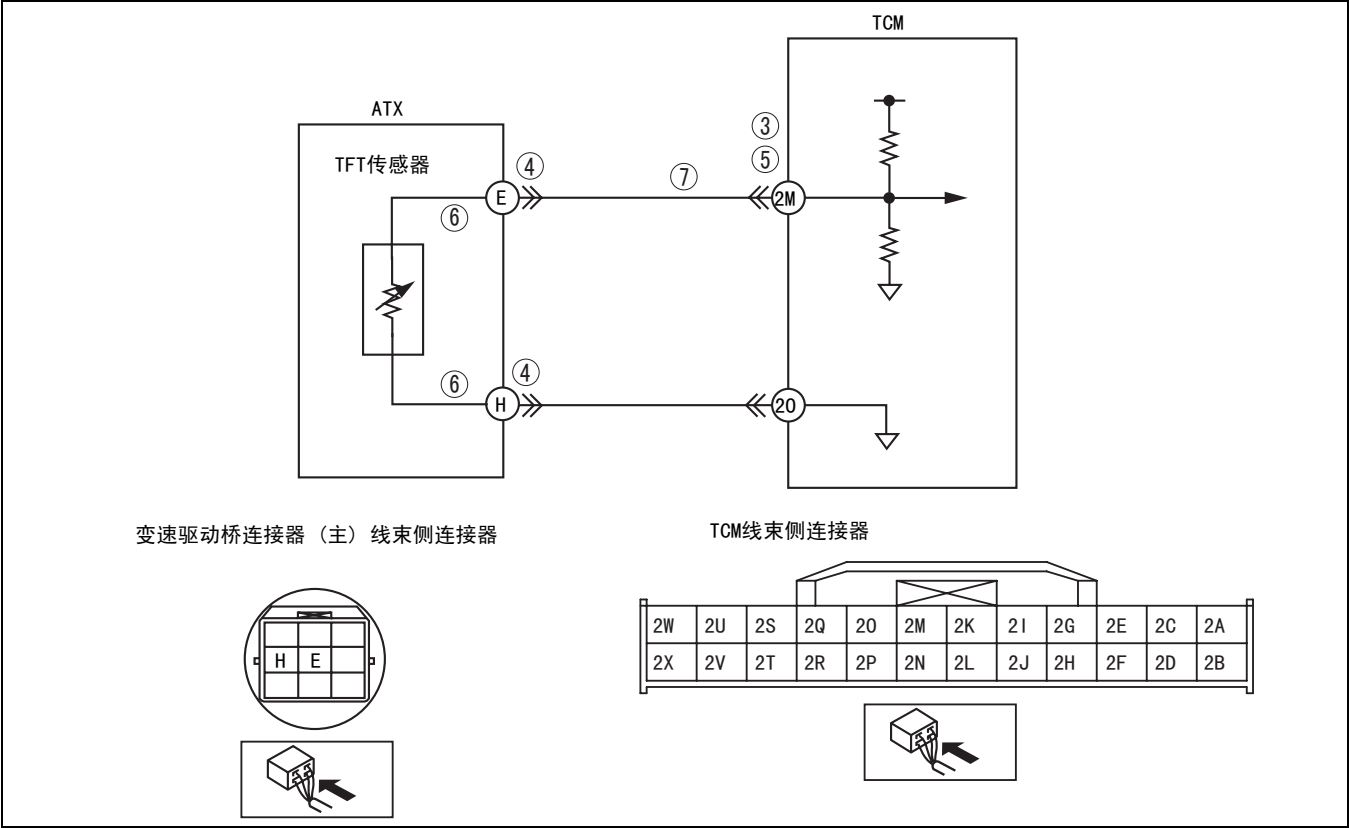 TCM
ATX
③
TFT传感器
④
⑦
⑤
E
2M
⑥
⑥
④
H
2O
变速驱动桥连接器（主）线束侧连接器
TCM线束侧连接器
2W 2U 2S 2Q 2O 2M 2K 2I 2G 2E 2C 2A
H E
2X 2V 2T 2R 2P 2N 2L 2J 2H 2F 2D 2B